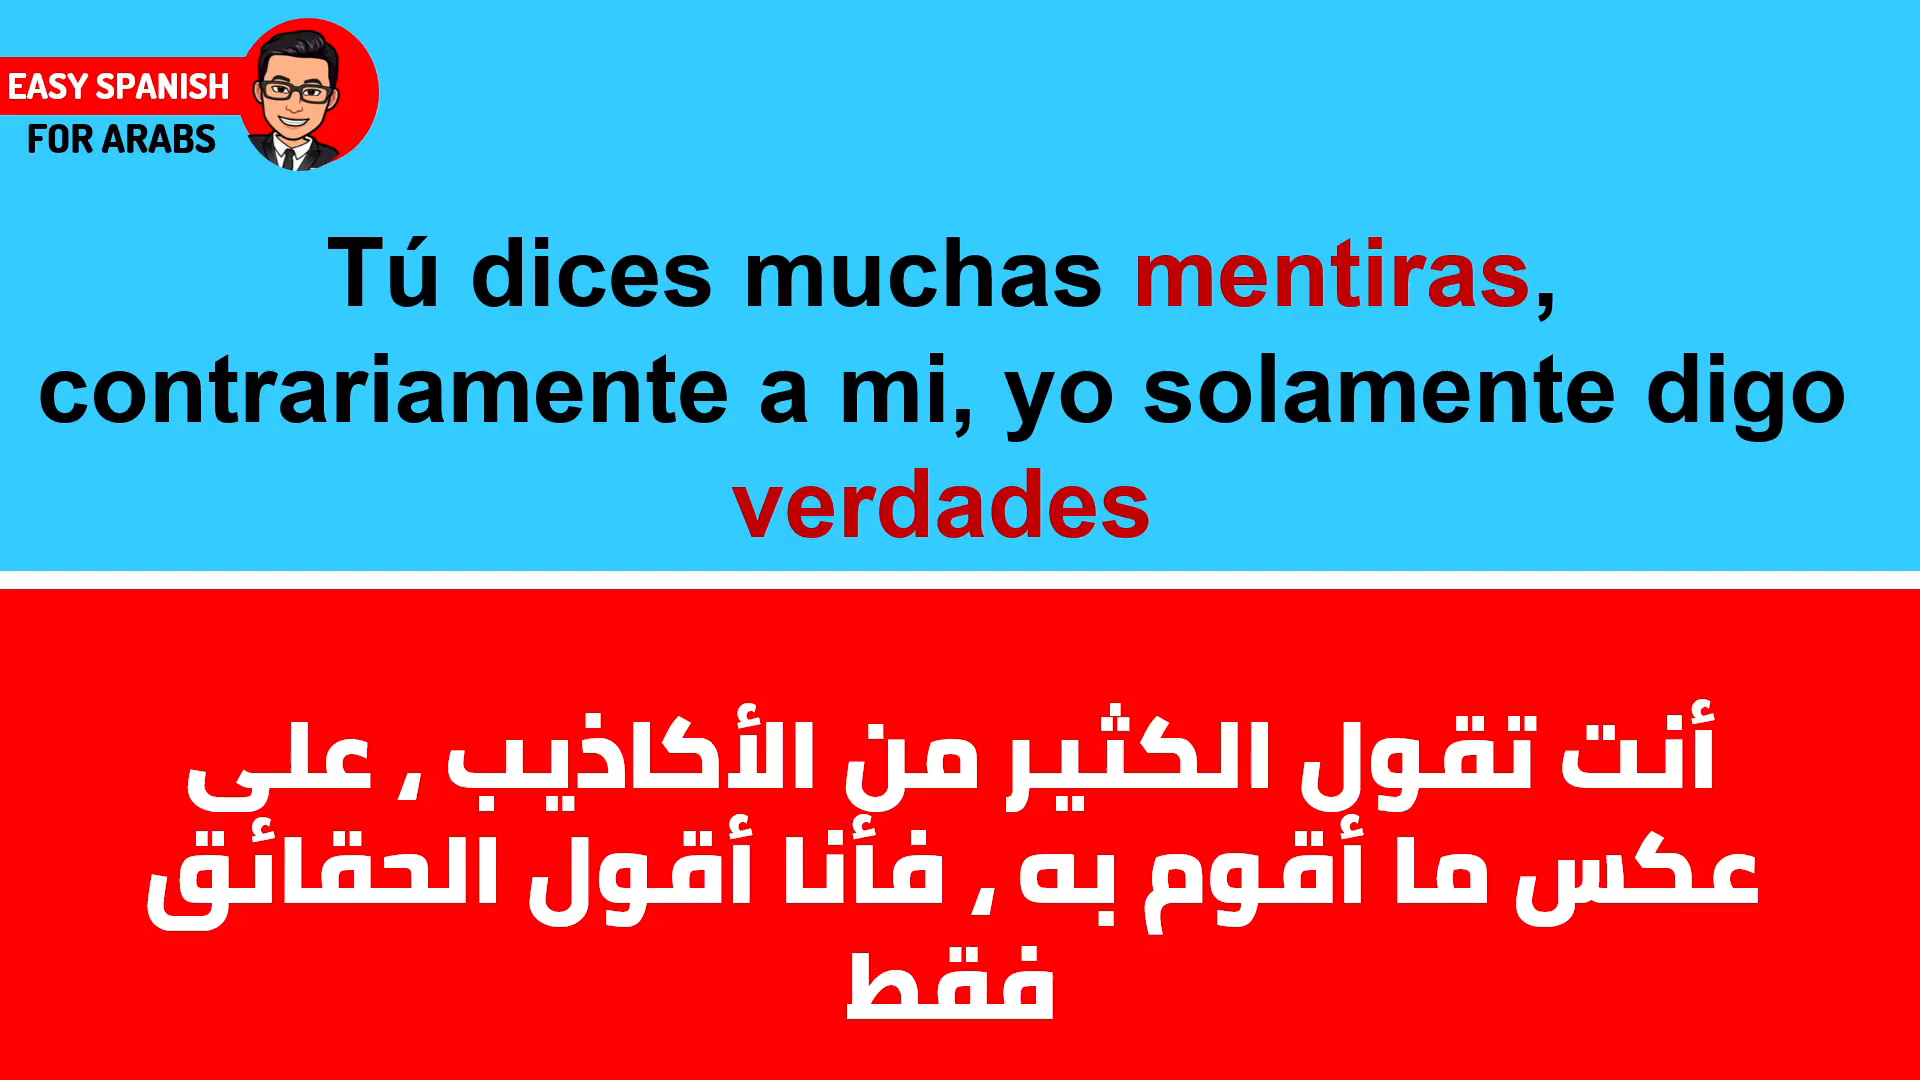 EASY SPANISH
FOR ARABS
Tú dices muchas mentiras,
contrariamente a mi, yo solamente digo
verdades
أنت تقول الكثير من الأكاذيب ، على
عكس ما أقوم به ، فأنا أقول الحقائق
فقط